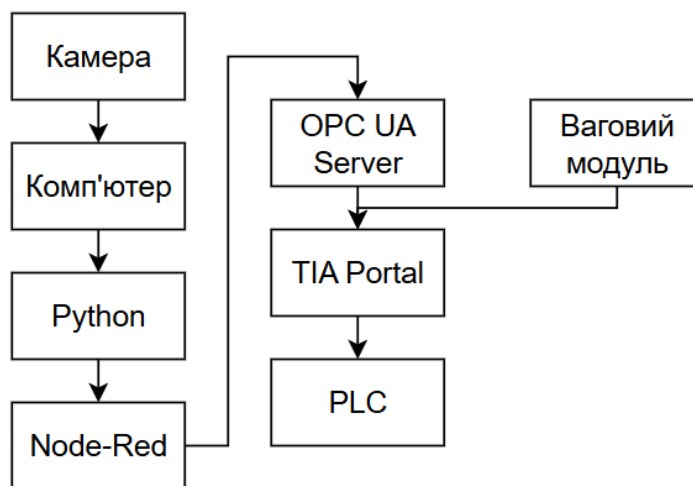 Камера
Комп'ютер
Python
Node-Red
OPC UA
Server
Ваговий
модуль
TIA Portal
PLC